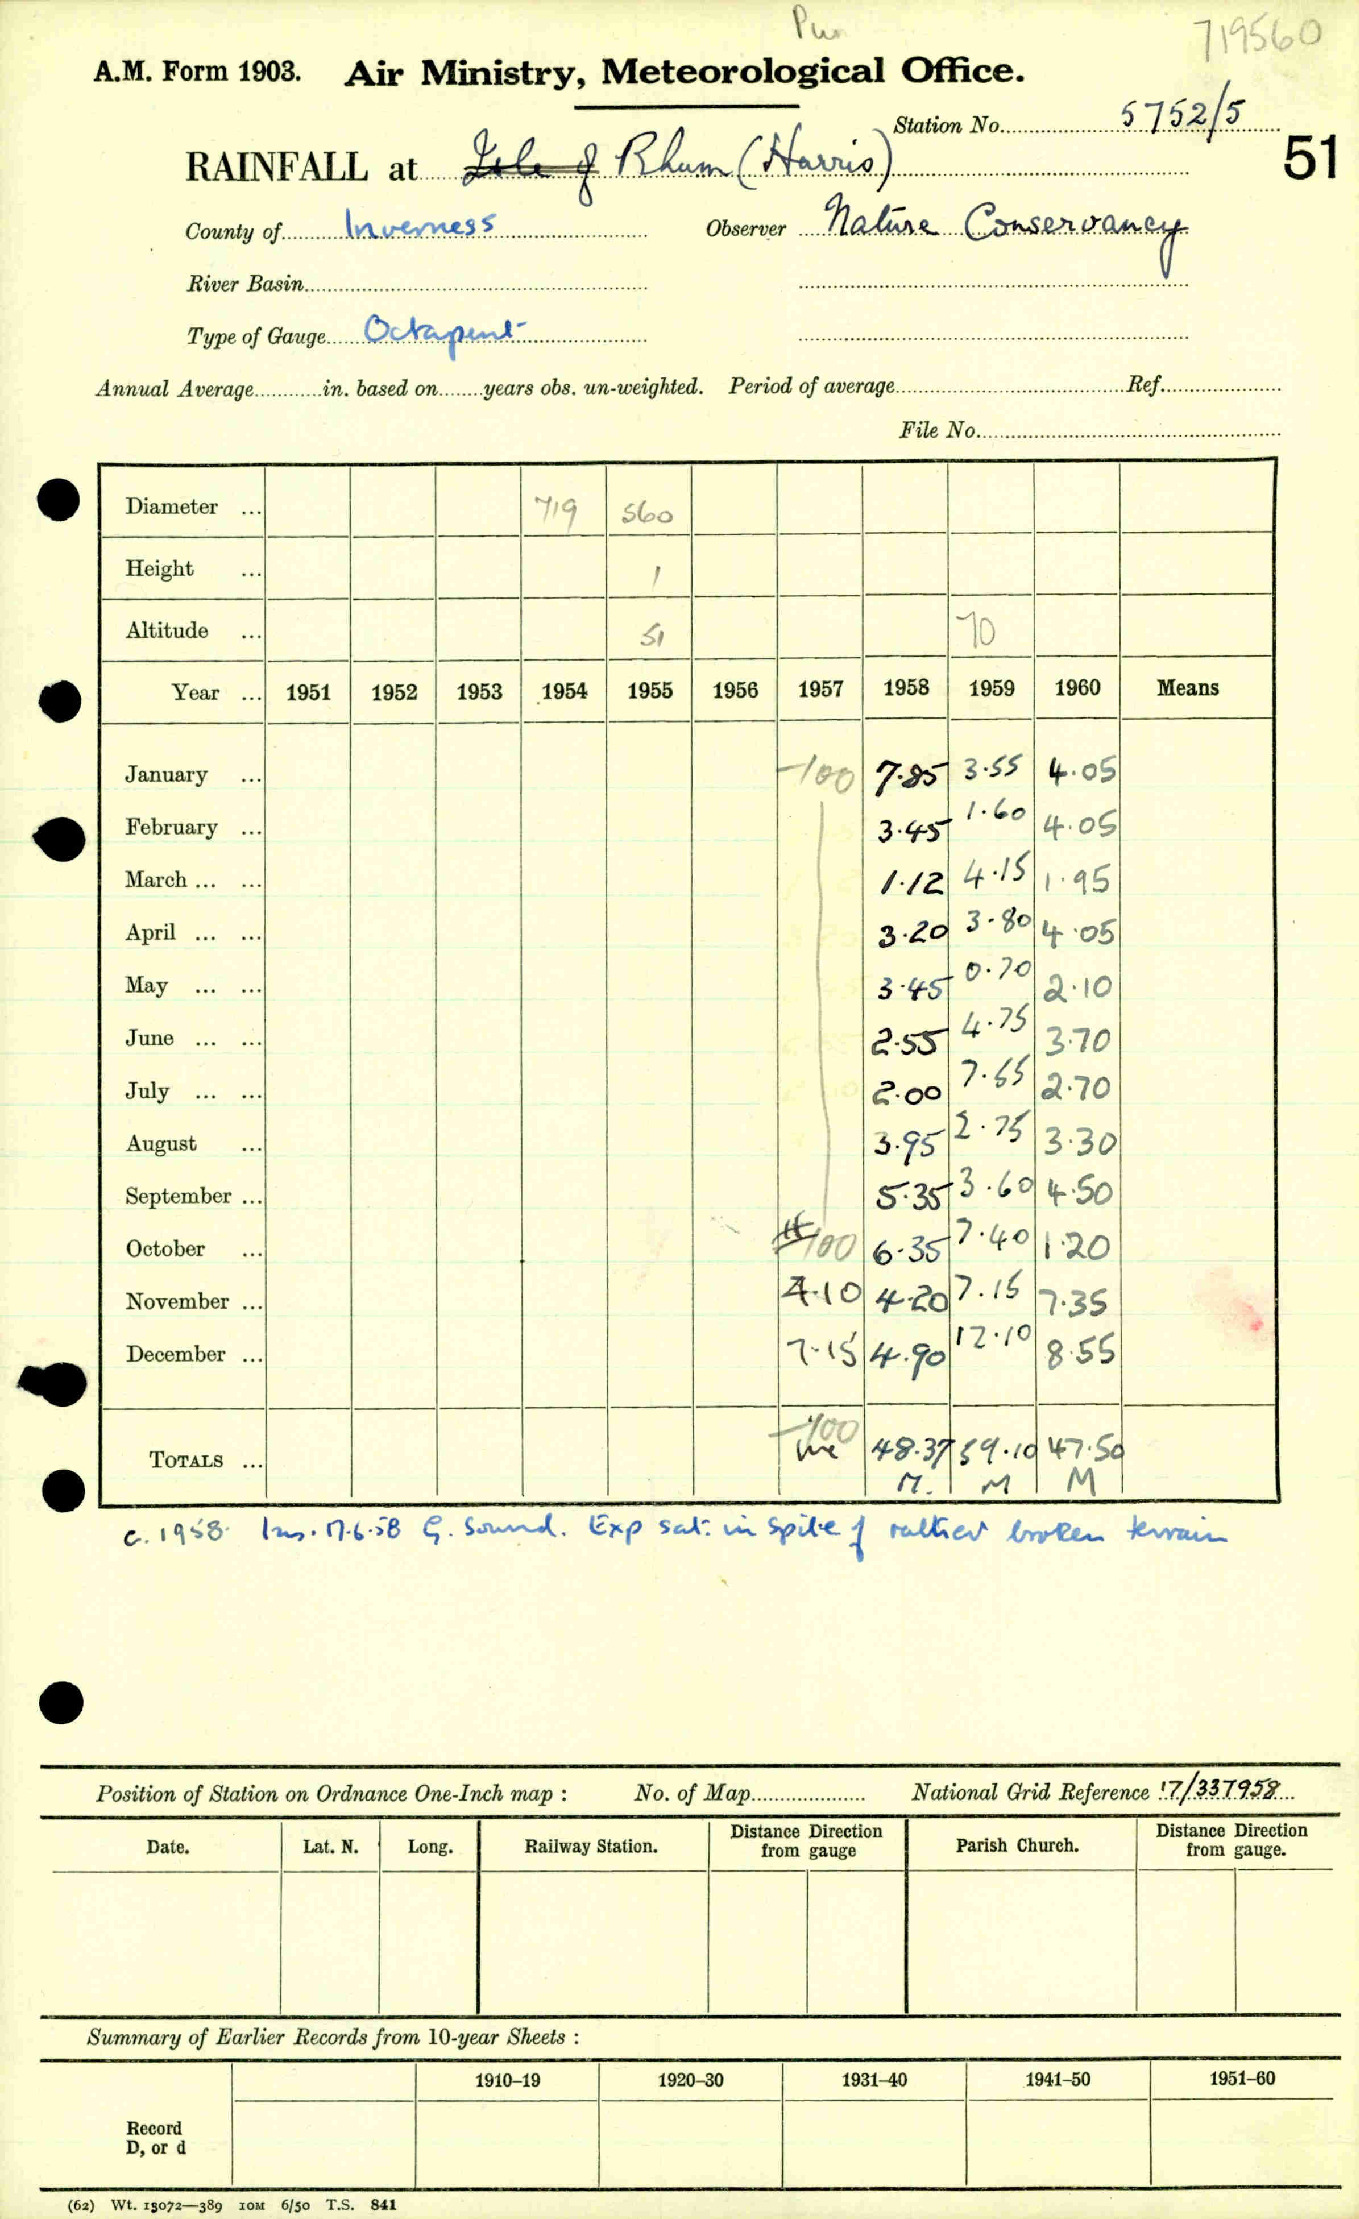 Pur 719560
A.M. Form 1903. Air Ministry, Meteorological Office.
Station No. 5752/5
51
RAINFALL at Isle of Rhum (Harris)
County of Inverness Observer Nature Conservancy
River Basin
Type of Gauge Octapent
Annual Average in. based on years obs. un-weighted. Period of average Ref.
File No.
Diameter ... 719 560
Height ... 1
Altitude ... 51 70
Year ... 1951 1952 1953 1954 1955 1956 1957 1958 1959 1960 Means
January ... -100 7.85 3.55 4.05
February ... 3.45 1.60 4.05
March ... ... 1.12 4.15 1.95
April ... ... 3.20 3.80 4.05
May ... ... 3.45 0.70 2.10
June ... ... 2.55 4.75 3.70
July ... ... 2.00 7.55 2.70
August ... 3.95 2.75 3.30
September ... 5.35 3.60 4.50
October ... -100 6.35 7.40 1.20
November ... 4.10 4.20 7.15 7.35
December ... 7.15 4.90 12.10 8.55
TOTALS ... -100 48.37 59.10 47.50
M. M M
c. 1958. Ins. 17.6.58 G. Sound. Exp sat. in spite of rather broken terrain
Position of Station on Ordnance One-Inch map : No. of Map National Grid Reference 17/337958
Date. Lat. N. Long. Railway Station. Distance from gauge Direction Parish Church. Distance from gauge. Direction
Summary of Earlier Records from 10-year Sheets :
1910–19 1920–30 1931–40 1941–50 1951–60
Record
D, or d
(62) Wt. 15072—389 10M 6/50 T.S. 841